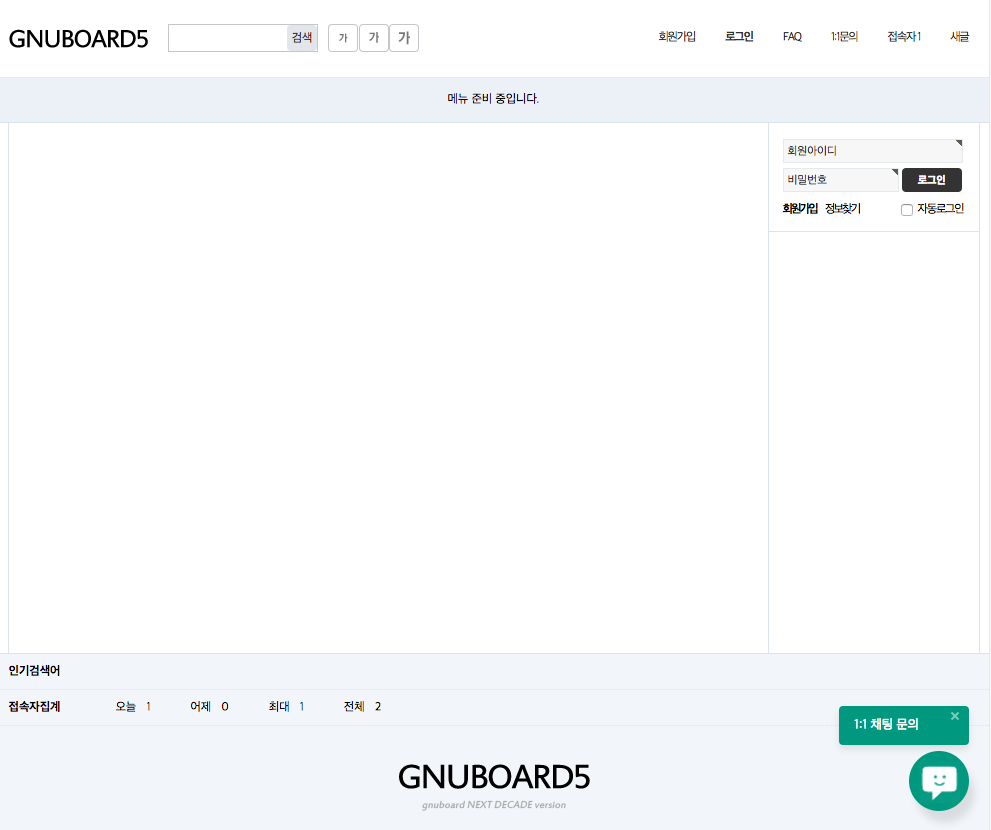 GNUBOARD5 검색 가 가 가 회원가입 로그인 FAQ 1:1문의 접속자 1 새글
메뉴 준비 중입니다.
회원아이디
비밀번호 로그인
회원가입 정보찾기 자동로그인
인기검색어
접속자집계 오늘 1 어제 0 최대 1 전체 2
1:1 채팅 문의
GNUBOARD5
gnuboard NEXT DECADE version